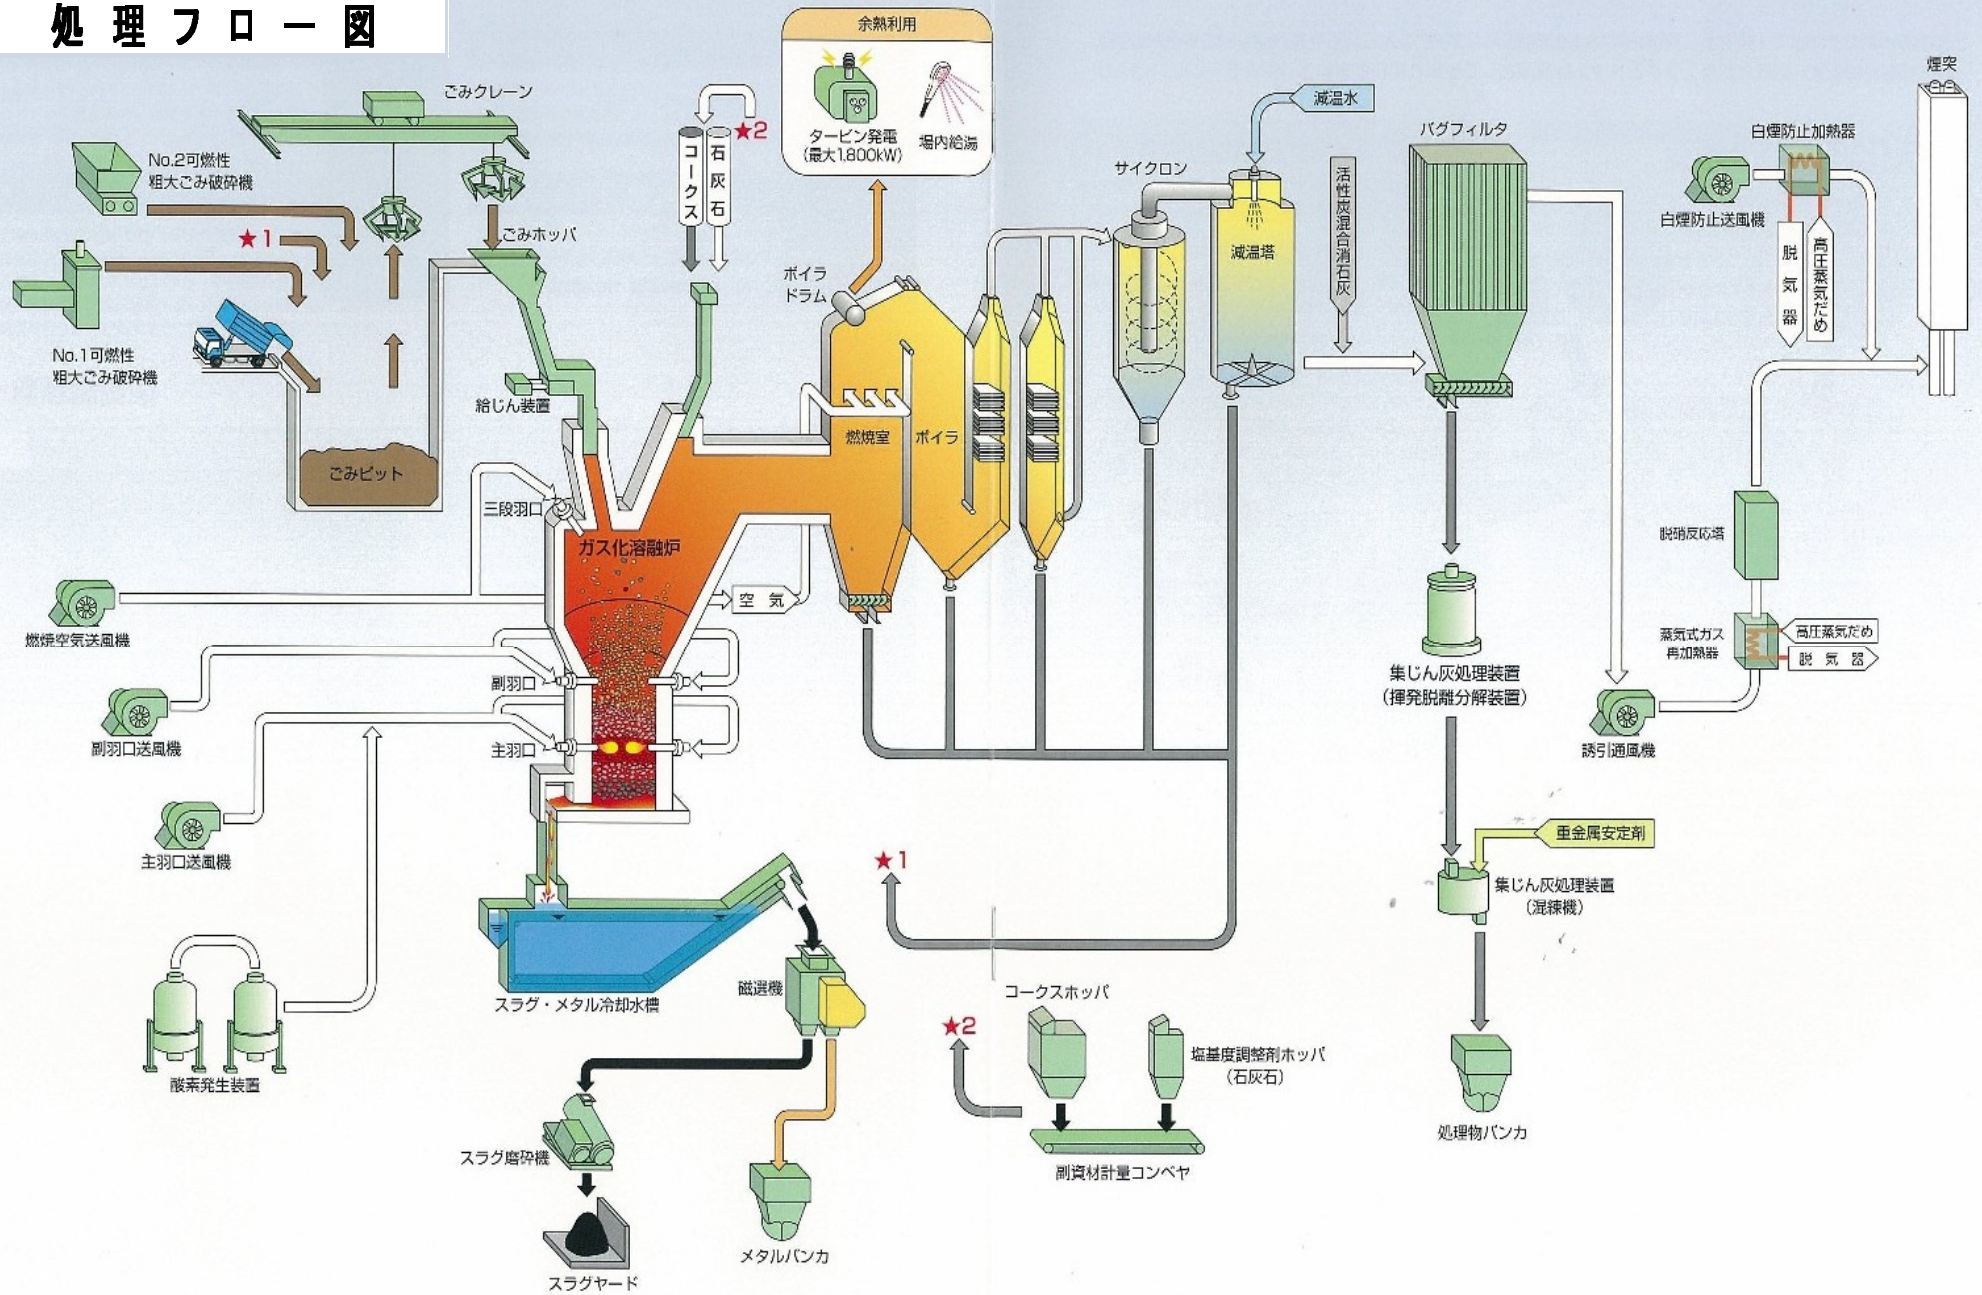 処理フロー図
余熱利用
タービン発電
(最大1,800kW)
場内給湯
ごみクレーン
No.2可燃性
粗大ごみ破砕機
★1
No.1可燃性
粗大ごみ破砕機
ごみホッパ
給じん装置
ごみピット
★2
コークス
石灰石
ボイラ
ドラム
燃焼室
ボイラ
サイクロン
減温水
減温塔
活性炭混合消石灰
バグフィルタ
煙突
白煙防止加熱器
白煙防止送風機
脱気器
高圧蒸気だめ
三段羽口
ガス化溶融炉
空気
燃焼空気送風機
副羽口
副羽口送風機
主羽口
主羽口送風機
酸素発生装置
スラグ・メタル冷却水槽
磁選機
スラグ磨砕機
スラグヤード
メタルバンカ
★1
★2
コークスホッパ
塩基度調整剤ホッパ
(石灰石)
副資材計量コンベヤ
集じん灰処理装置
(揮発脱離分解装置)
重金属安定剤
集じん灰処理装置
(混練機)
処理物バンカ
脱硝反応塔
蒸気式ガス
再加熱器
高圧蒸気だめ
脱気器
誘引通風機